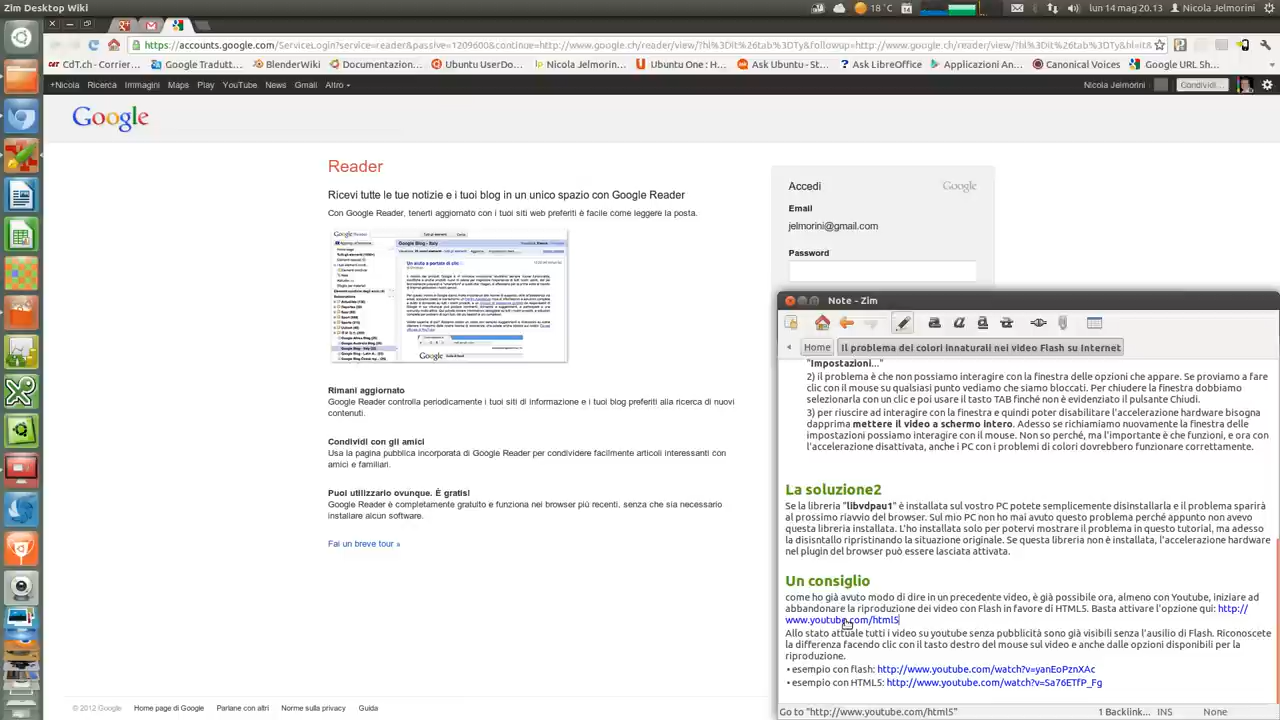 Zim Desktop Wiki
18 °C
lun 14 mag 20.13
Nicola Jelmorini
https://accounts.google.com/ServiceLogin?service=reader&passive=1209600&continue=http://www.google.ch/reader/view/?hl%3Dit%26tab%3DTy&followup=http://www.google.ch/reader/view/?hl%3Dit%26tab%3DTy&hl=it&
CdT.ch - Corrier...
Google Tradutt...
BlenderWiki
Documentazion...
Ubuntu UserDo...
Nicola Jelmorin...
Ubuntu One : H...
Ask Ubuntu - St...
Ask LibreOffice
Applicazioni An...
Canonical Voices
Google URL Sh...
+Nicola Ricerca Immagini Maps Play YouTube News Gmail Altro
Nicola Jelmorini
Condividi...
Google
Reader
Ricevi tutte le tue notizie e i tuoi blog in un unico spazio con Google Reader
Con Google Reader, tenerti aggiornato con i tuoi siti web preferiti è facile come leggere la posta.
Google Blog - Italy
Rimani aggiornato
Google Reader controlla periodicamente i tuoi siti di informazione e i tuoi blog preferiti alla ricerca di nuovi
contenuti.
Condividi con gli amici
Usa la pagina pubblica incorporata di Google Reader per condividere facilmente articoli interessanti con
amici e familiari.
Puoi utilizzarlo ovunque. È gratis!
Google Reader è completamente gratuito e funziona nei browser più recenti, senza che sia necessario
installare alcun software.
Fai un breve tour »
© 2012 Google Home page di Google Parlane con altri Norme sulla privacy Guida
Accedi
Google
Email
jelmorini@gmail.com
Password
Note - Zim
Home
Il problema dei colori innaturali nei video Flash su Internet
"Impostazioni..."
2) il problema è che non possiamo interagire con la finestra delle opzioni che appare. Se proviamo a fare
clic con il mouse su qualsiasi punto vediamo che siamo bloccati. Per chiudere la finestra dobbiamo
selezionarla con un clic e poi usare il tasto TAB finché non è evidenziato il pulsante Chiudi.
3) per riuscire ad interagire con la finestra e quindi poter disabilitare l'accelerazione hardware bisogna
dapprima mettere il video a schermo intero. Adesso se richiamiamo nuovamente la finestra delle
impostazioni possiamo interagire con il mouse. Non so perché, ma l'importante è che funzioni, e ora con
l'accelerazione disattivata, anche i PC con i problemi di colori dovrebbero funzionare correttamente.
La soluzione2
Se la libreria "libvdpau1" è installata sul vostro PC potete semplicemente disinstallarla e il problema sparirà
al prossimo riavvio del browser. Sul mio PC non ho mai avuto questo problema perché appunto non avevo
questa libreria installata. L'ho installata solo per potervi mostrare il problema in questo tutorial, ma adesso
la disisntallo ripristinando la situazione originale. Se questa libreria non è installata, l'accelerazione hardware
nel plugin del browser può essere lasciata attivata.
Un consiglio
come ho già avuto modo di dire in un precedente video, è già possibile ora, almeno con Youtube, iniziare ad
abbandonare la riproduzione dei video con Flash in favore di HTML5. Basta attivare l'opzione qui: http://
www.youtube.com/html5
Allo stato attuale tutti i video su youtube senza pubblicità sono già visibili senza l'ausilio di Flash. Riconoscete
la differenza facendo clic con il tasto destro del mouse sul video e anche dalle opzioni disponibili per la
riproduzione.
• esempio con flash: http://www.youtube.com/watch?v=yanEoPznXAc
• esempio con HTML5: http://www.youtube.com/watch?v=Sa76ETfP_Fg
Go to "http://www.youtube.com/html5"
1 Backlink... INS None